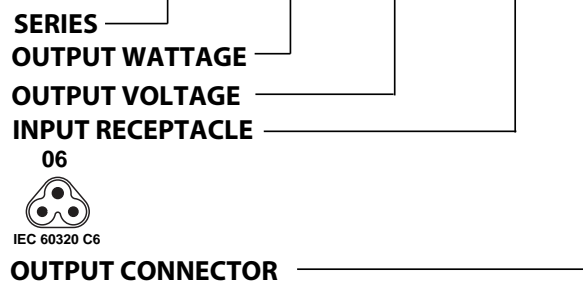 SERIES
OUTPUT WATTAGE
OUTPUT VOLTAGE
INPUT RECEPTACLE
06
IEC 60320 C6
OUTPUT CONNECTOR